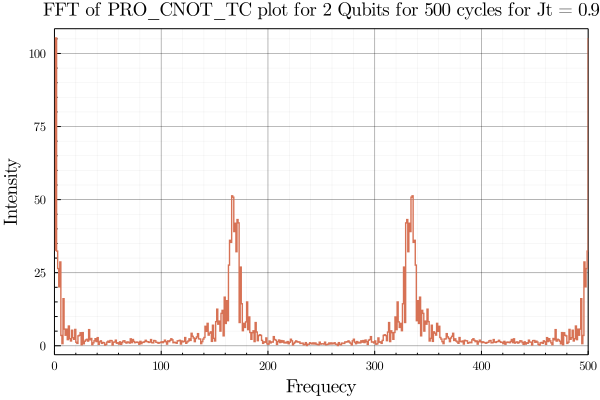 FFT of PRO_CNOT_TC plot for 2 Qubits for 500 cycles for Jt = 0.9
100
75
50
25
0
Intensity
0 100 200 300 400 500
Frequecy